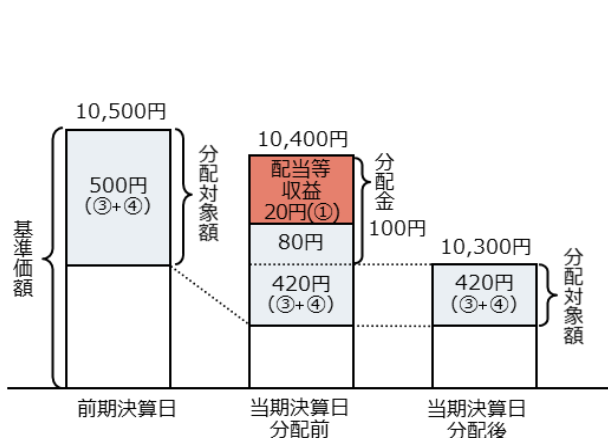 10,500円
500円
(③+④)
分配対象額
基準価額
10,400円
配当等
収益
20円(①)
80円
420円
(③+④)
分配金
100円
10,300円
420円
(③+④)
分配対象額
前期決算日
当期決算日
分配前
当期決算日
分配後